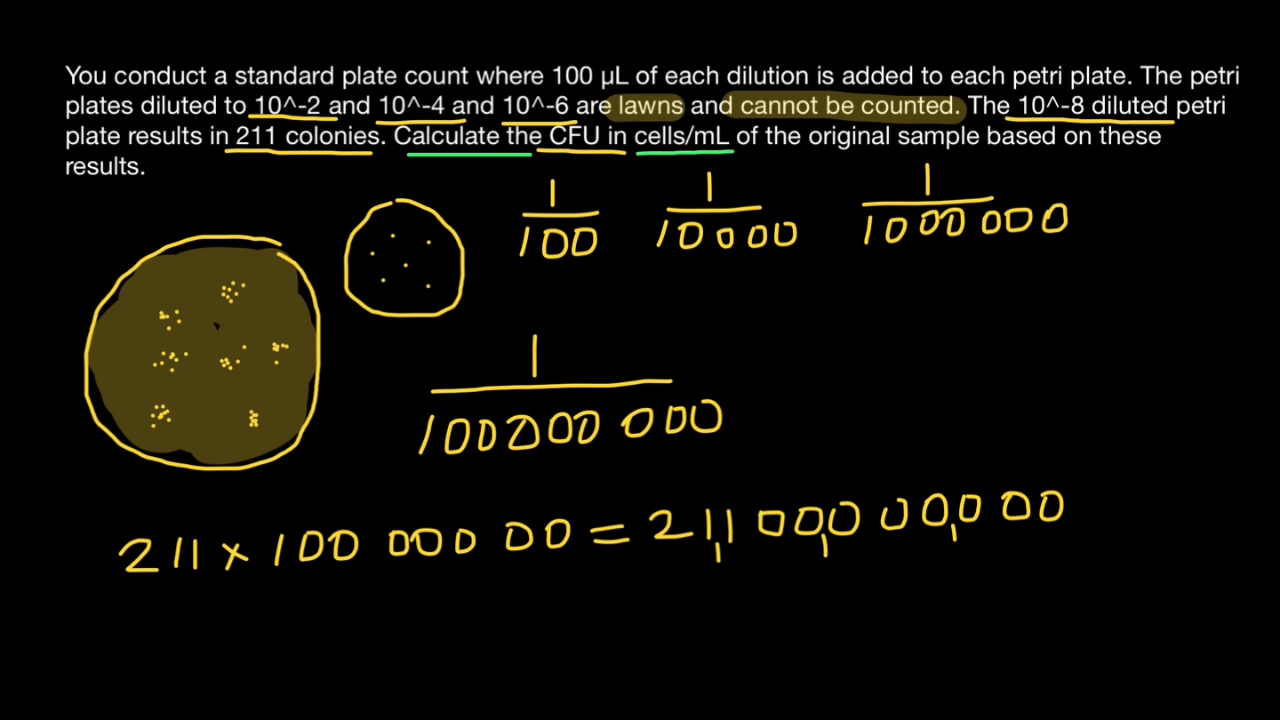 You conduct a standard plate count where 100 µL of each dilution is added to each petri plate. The petri
plates diluted to 10^-2 and 10^-4 and 10^-6 are lawns and cannot be counted. The 10^-8 diluted petri
plate results in 211 colonies. Calculate the CFU in cells/mL of the original sample based on these
results.
1 1 1
100 10000 1000000
1
100000000
211 x 100 000 00 = 21,100,000,000